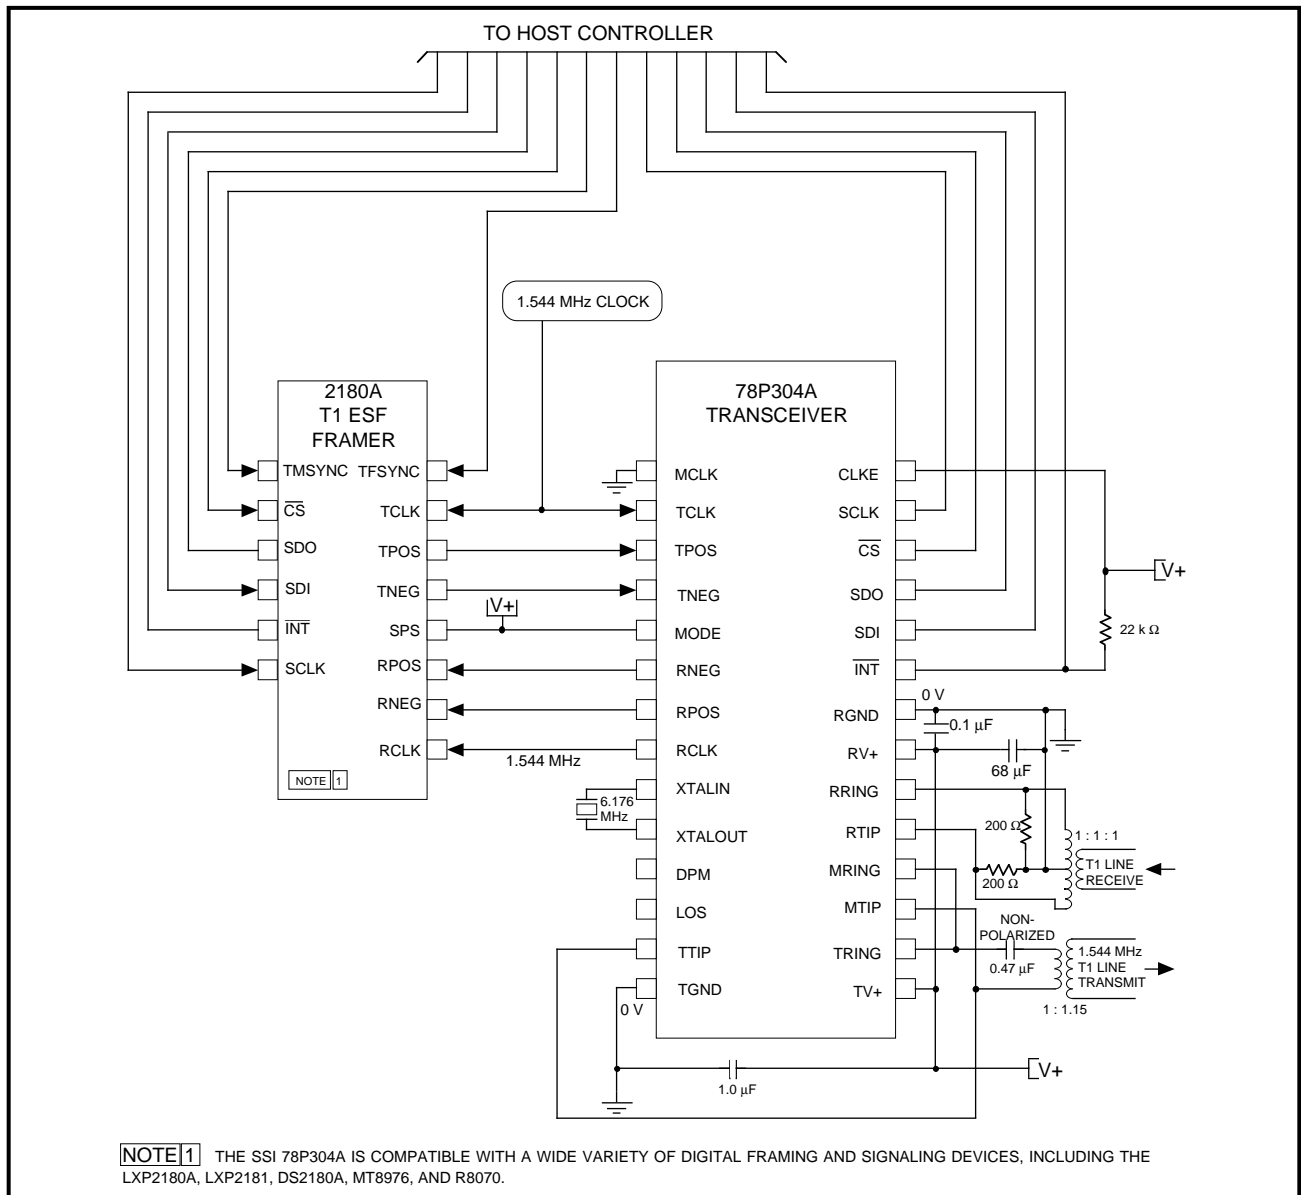 TO HOST CONTROLLER
1.544 MHz CLOCK
2180A
T1 ESF
FRAMER
TMSYNC TFSYNC
CS TCLK
SDO TPOS
SDI TNEG
INT SPS
SCLK RPOS
RNEG
RCLK
NOTE 1
V+
1.544 MHz
6.176
MHz
78P304A
TRANSCEIVER
MCLK CLKE
TCLK SCLK
TPOS CS
TNEG SDO
MODE SDI
RNEG INT
RPOS RGND
RCLK RV+
XTALIN RRING
XTALOUT RTIP
DPM MRING
LOS MTIP
TTIP TRING
TGND TV+
0 V
V+
22 k Ω
0 V
0.1 µF
68 µF
200 Ω
200 Ω
1 : 1 : 1
T1 LINE
RECEIVE
NON-
POLARIZED
0.47 µF
1.544 MHz
T1 LINE
TRANSMIT
1 : 1.15
1.0 µF
V+
NOTE 1 THE SSI 78P304A IS COMPATIBLE WITH A WIDE VARIETY OF DIGITAL FRAMING AND SIGNALING DEVICES, INCLUDING THE
LXP2180A, LXP2181, DS2180A, MT8976, AND R8070.